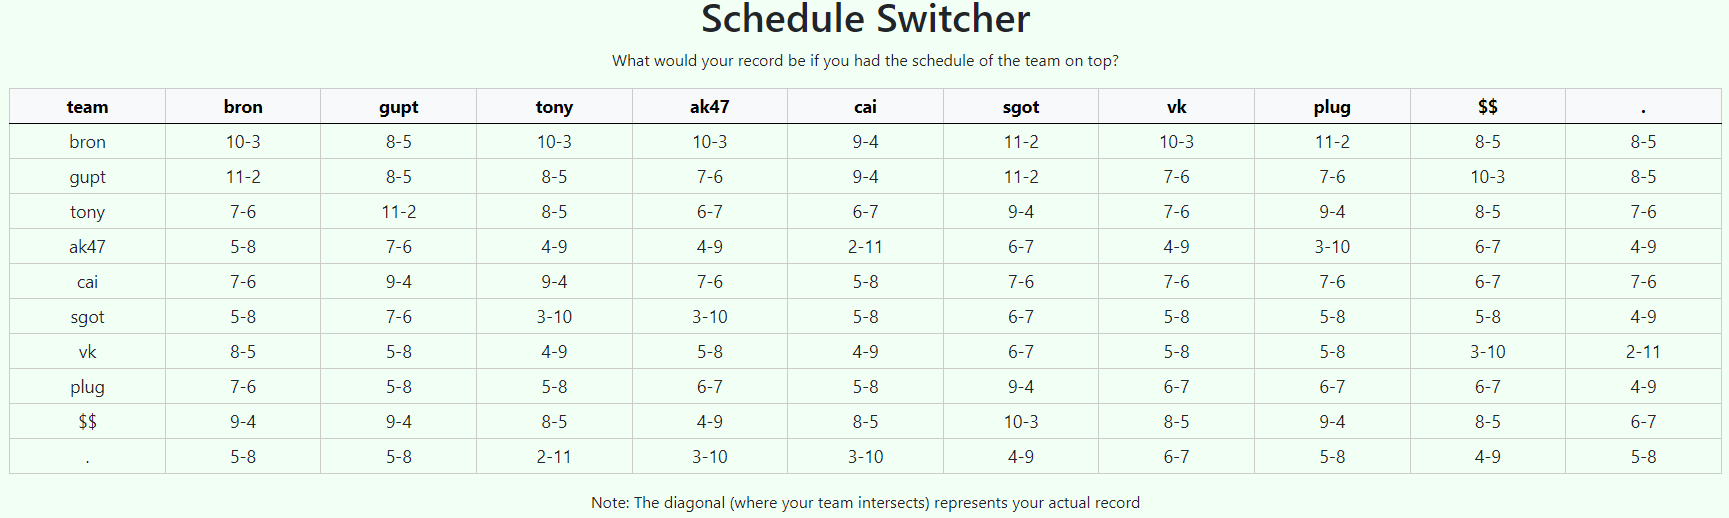 Schedule Switcher
What would your record be if you had the schedule of the team on top?
team bron gupt tony ak47 cai sgot vk plug $$ .
bron 10-3 8-5 10-3 10-3 9-4 11-2 10-3 11-2 8-5 8-5
gupt 11-2 8-5 8-5 7-6 9-4 11-2 7-6 7-6 10-3 8-5
tony 7-6 11-2 8-5 6-7 6-7 9-4 7-6 9-4 8-5 7-6
ak47 5-8 7-6 4-9 4-9 2-11 6-7 4-9 3-10 6-7 4-9
cai 7-6 9-4 9-4 7-6 5-8 7-6 7-6 7-6 6-7 7-6
sgot 5-8 7-6 3-10 3-10 5-8 6-7 5-8 5-8 5-8 4-9
vk 8-5 5-8 4-9 5-8 4-9 6-7 5-8 5-8 3-10 2-11
plug 7-6 5-8 5-8 6-7 5-8 9-4 6-7 6-7 6-7 4-9
$$ 9-4 9-4 8-5 4-9 8-5 10-3 8-5 9-4 8-5 6-7
. 5-8 5-8 2-11 3-10 3-10 4-9 6-7 5-8 4-9 5-8
Note: The diagonal (where your team intersects) represents your actual record